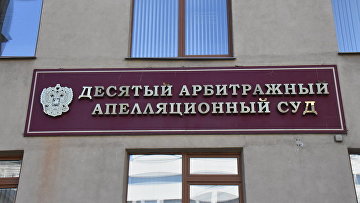 ДЕСЯТЫЙ АРБИТРАЖНЫЙ
АПЕЛЛЯЦИОННЫЙ СУД